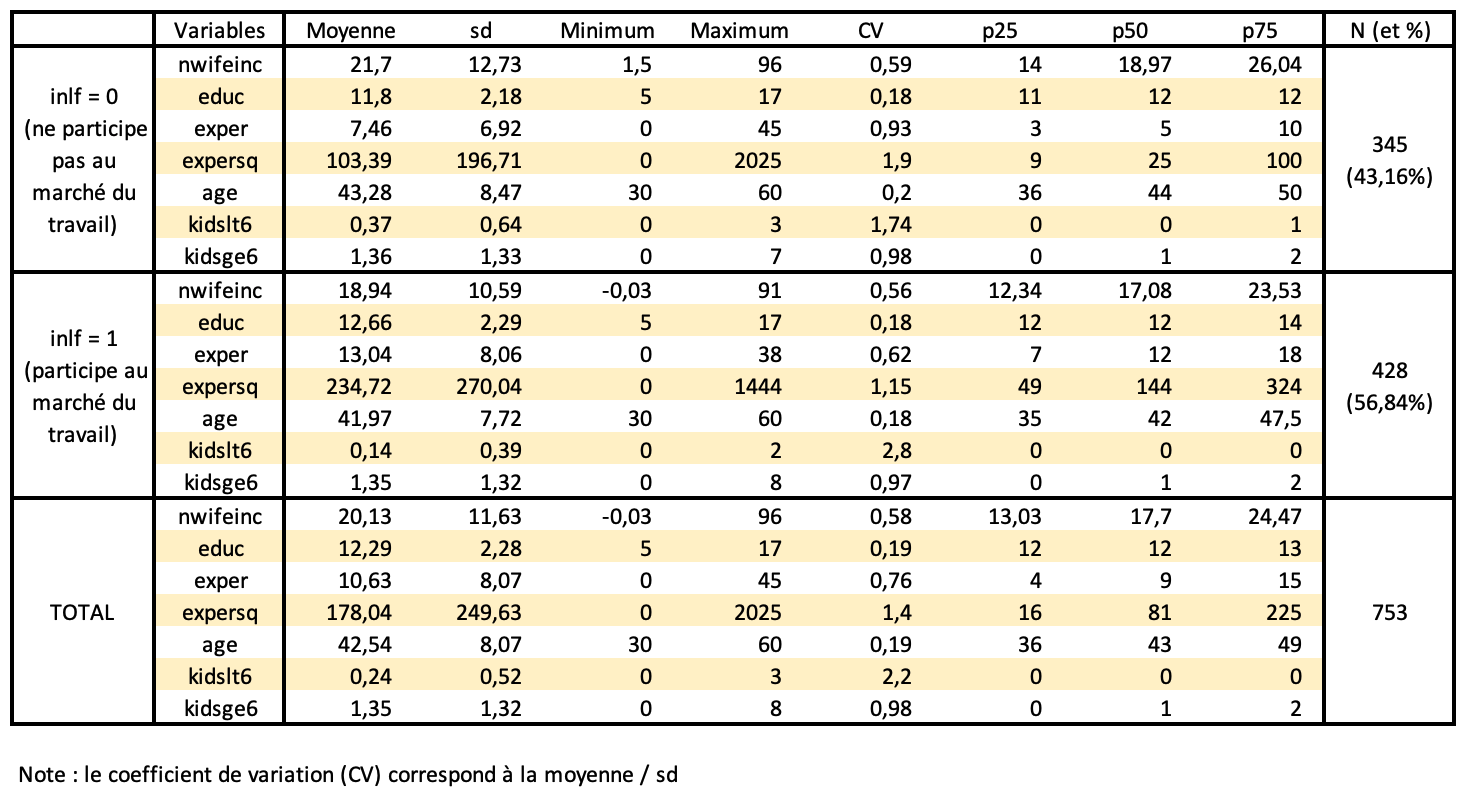 Variables Moyenne sd Minimum Maximum CV p25 p50 p75 N (et %)
inlf = 0
(ne participe
pas au
marché du
travail)
nwifeinc 21,7 12,73 1,5 96 0,59 14 18,97 26,04
educ 11,8 2,18 5 17 0,18 11 12 12
exper 7,46 6,92 0 45 0,93 3 5 10
expersq 103,39 196,71 0 2025 1,9 9 25 100
age 43,28 8,47 30 60 0,2 36 44 50
kidslt6 0,37 0,64 0 3 1,74 0 0 1
kidsge6 1,36 1,33 0 7 0,98 0 1 2
345
(43,16%)
inlf = 1
(participe au
marché du
travail)
nwifeinc 18,94 10,59 -0,03 91 0,56 12,34 17,08 23,53
educ 12,66 2,29 5 17 0,18 12 12 14
exper 13,04 8,06 0 38 0,62 7 12 18
expersq 234,72 270,04 0 1444 1,15 49 144 324
age 41,97 7,72 30 60 0,18 35 42 47,5
kidslt6 0,14 0,39 0 2 2,8 0 0 0
kidsge6 1,35 1,32 0 8 0,97 0 1 2
428
(56,84%)
TOTAL
nwifeinc 20,13 11,63 -0,03 96 0,58 13,03 17,7 24,47
educ 12,29 2,28 5 17 0,19 12 12 13
exper 10,63 8,07 0 45 0,76 4 9 15
expersq 178,04 249,63 0 2025 1,4 16 81 225
age 42,54 8,07 30 60 0,19 36 43 49
kidslt6 0,24 0,52 0 3 2,2 0 0 0
kidsge6 1,35 1,32 0 8 0,98 0 1 2
753
Note : le coefficient de variation (CV) correspond à la moyenne / sd